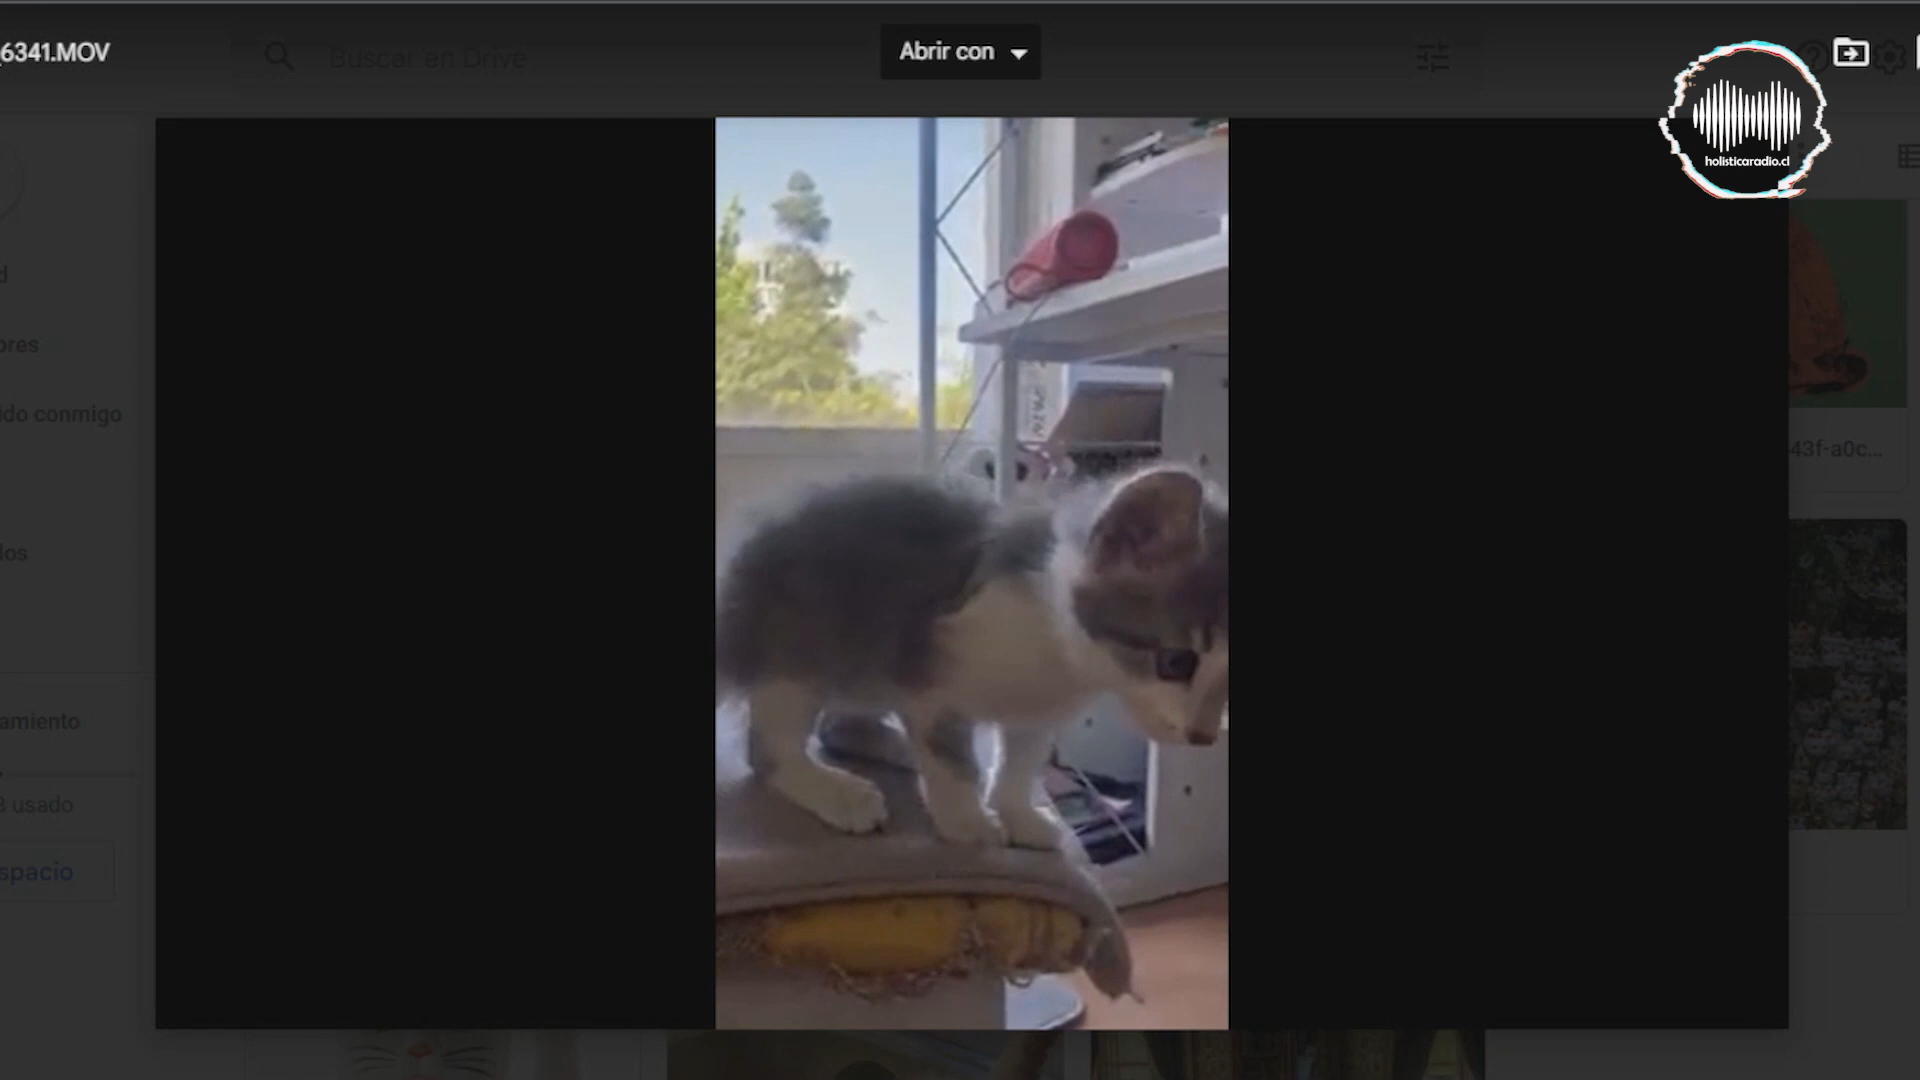 6341.MOV
Buscar en Drive
Abrir con
holisticaradio.cl
ido conmigo
43f-a0c...
amiento
usado
spacio